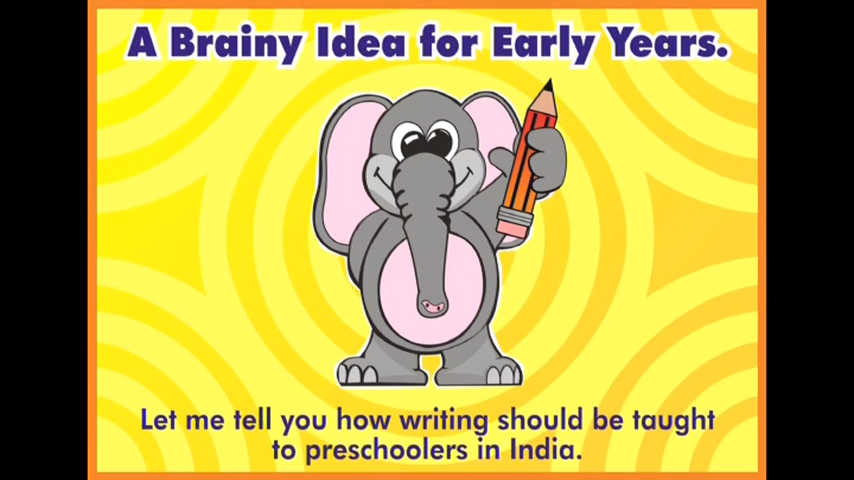 A Brainy Idea for Early Years.
Let me tell you how writing should be taught
to preschoolers in India.